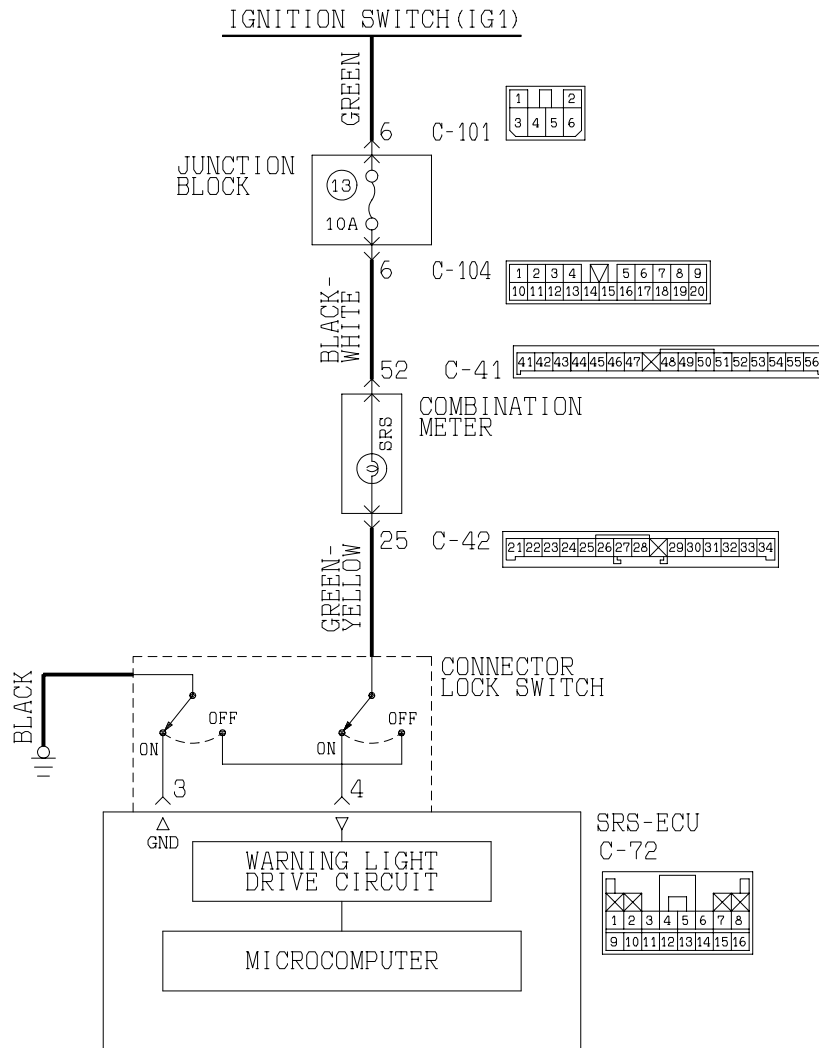 IGNITION SWITCH(IG1)
GREEN
6 C-101
1 2
3 4 5 6
JUNCTION
BLOCK
13
10A
6 C-104
1 2 3 4 5 6 7 8 9
10 11 12 13 14 15 16 17 18 19 20
BLACK-
WHITE
52 C-41
41 42 43 44 45 46 47 48 49 50 51 52 53 54 55 56
COMBINATION
METER
SRS
25 C-42
21 22 23 24 25 26 27 28 29 30 31 32 33 34
GREEN-
YELLOW
CONNECTOR
LOCK SWITCH
BLACK
OFF OFF
ON ON
3 4
GND
SRS-ECU
C-72
WARNING LIGHT
DRIVE CIRCUIT
1 2 3 4 5 6 7 8
9 10 11 12 13 14 15 16
MICROCOMPUTER